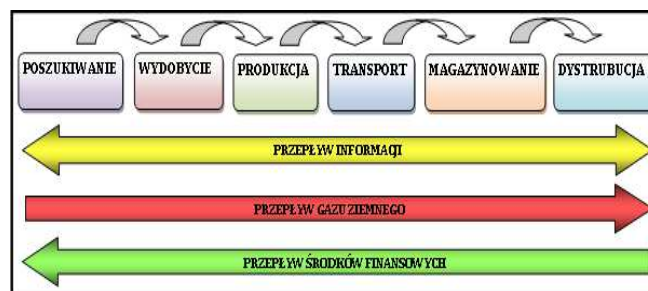 POSZUKIWANIE WYDOBYCIE PRODUKCJA TRANSPORT MAGAZYNOWANIE DYSTRUBUCJA
PRZEPŁYW INFORMACJI
PRZEPŁYW GAZU ZIEMNEGO
PRZEPŁYW ŚRODKÓW FINANSOWYCH